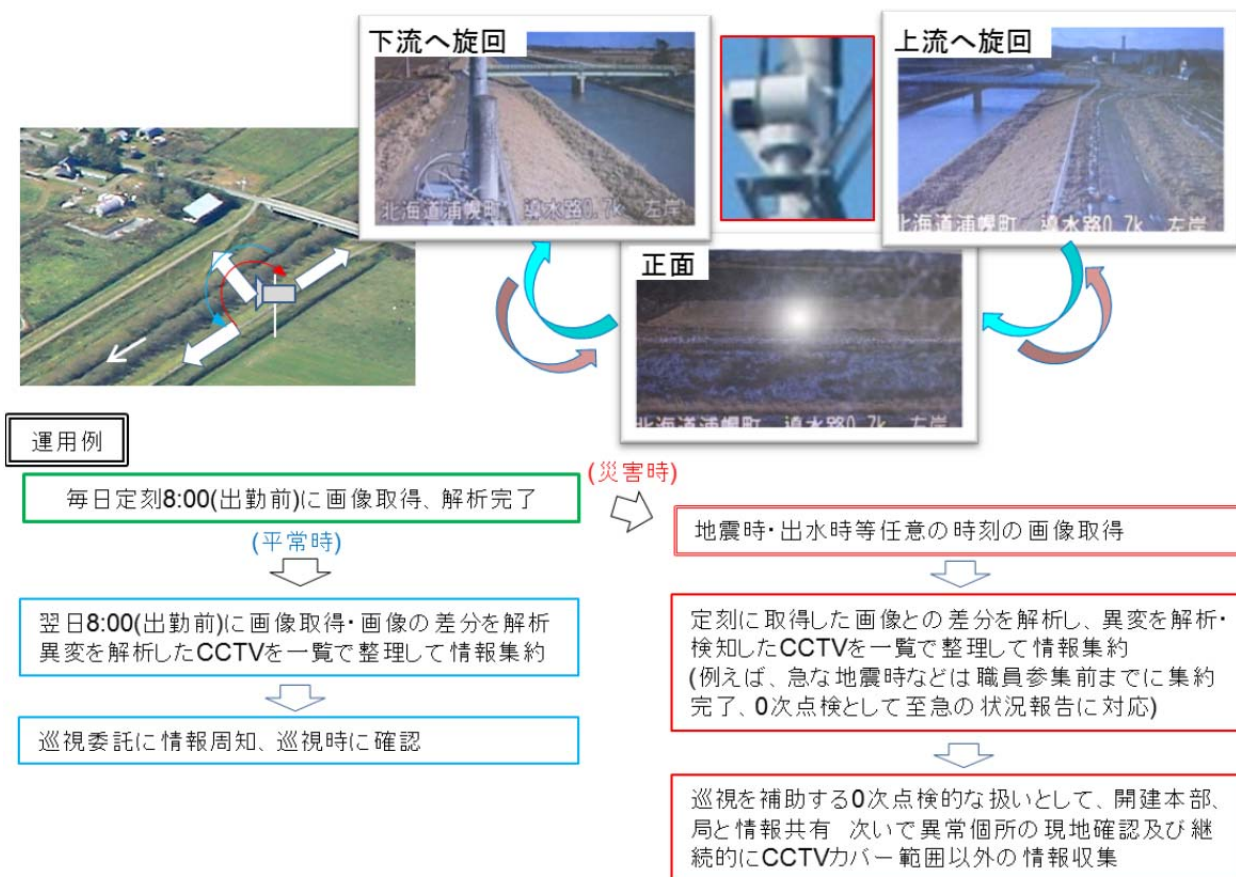 下流へ旋回
上流へ旋回
北海道浦幌町　導水路0.7k　左岸
北海道浦幌町　導水路0.7k　左岸
正面
北海道浦幌町　導水路0.7k　左岸
運用例
毎日定刻8:00(出勤前)に画像取得、解析完了
(平常時)
翌日8:00(出勤前)に画像取得・画像の差分を解析
異変を解析したCCTVを一覧で整理して情報集約
巡視委託に情報周知、巡視時に確認
(災害時)
地震時・出水時等任意の時刻の画像取得
定刻に取得した画像との差分を解析し、異変を解析・
検知したCCTVを一覧で整理して情報集約
(例えば、急な地震時などは職員参集前までに集約
完了、0次点検として至急の状況報告に対応)
巡視を補助する0次点検的な扱いとして、開建本部、
局と情報共有　次いで異常個所の現地確認及び継
続的にCCTVカバー範囲以外の情報収集